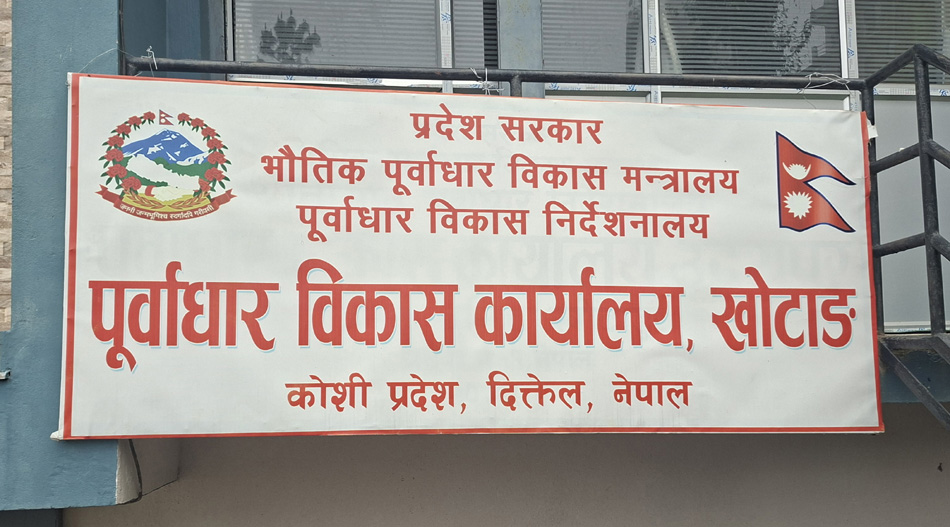 प्रदेश सरकार
भौतिक पूर्वाधार विकास मन्त्रालय
पूर्वाधार विकास निर्देशनालय
पूर्वाधार विकास कार्यालय, खोटाङ
कोशी प्रदेश, दिक्तेल, नेपाल